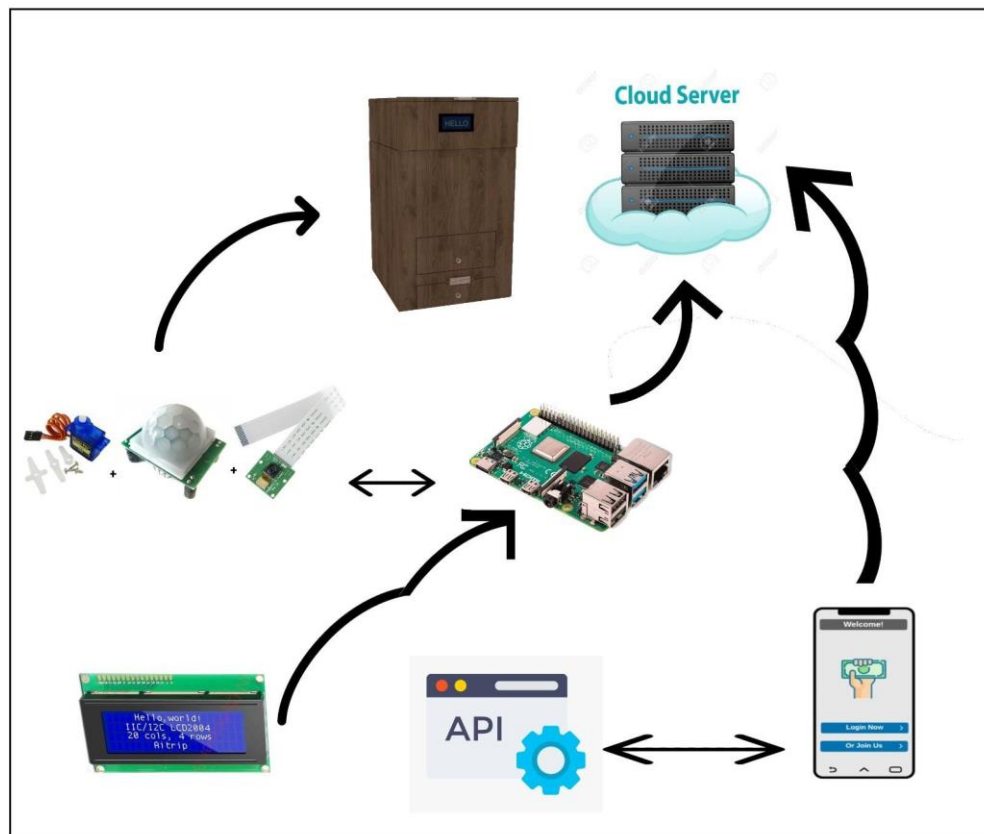 Cloud Server
HELLO
+
+
Hello,world!
IIC/I2C LCD2004
20 cols, 4 rows
Aitrip
API
Welcome!
Login Now
Or Join Us